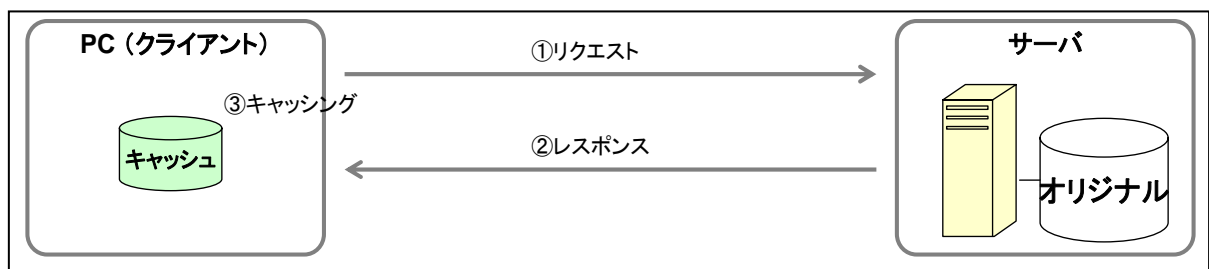 PC（クライアント）
サーバ
①リクエスト
③キャッシング
キャッシュ
②レスポンス
オリジナル